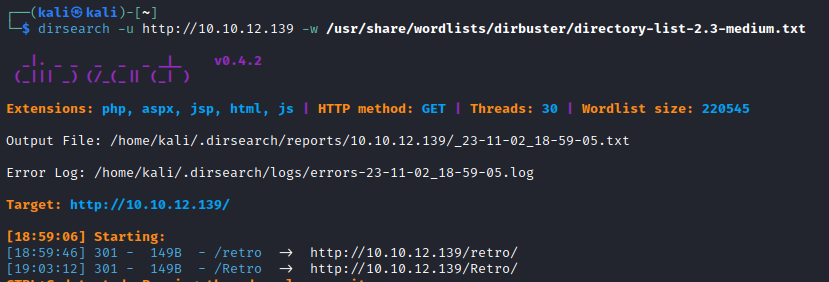 ┌──(kali㉿kali)-[~]
└─$ dirsearch -u http://10.10.12.139 -w /usr/share/wordlists/dirbuster/directory-list-2.3-medium.txt
_|. _ _  _  _  _ _|_    v0.4.2
(_||| _) (/_(_|| (_| )
Extensions: php, aspx, jsp, html, js | HTTP method: GET | Threads: 30 | Wordlist size: 220545
Output File: /home/kali/.dirsearch/reports/10.10.12.139/_23-11-02_18-59-05.txt
Error Log: /home/kali/.dirsearch/logs/errors-23-11-02_18-59-05.log
Target: http://10.10.12.139/
[18:59:06] Starting:
[18:59:46] 301 -  149B  - /retro  ->  http://10.10.12.139/retro/
[19:03:12] 301 -  149B  - /Retro  ->  http://10.10.12.139/Retro/